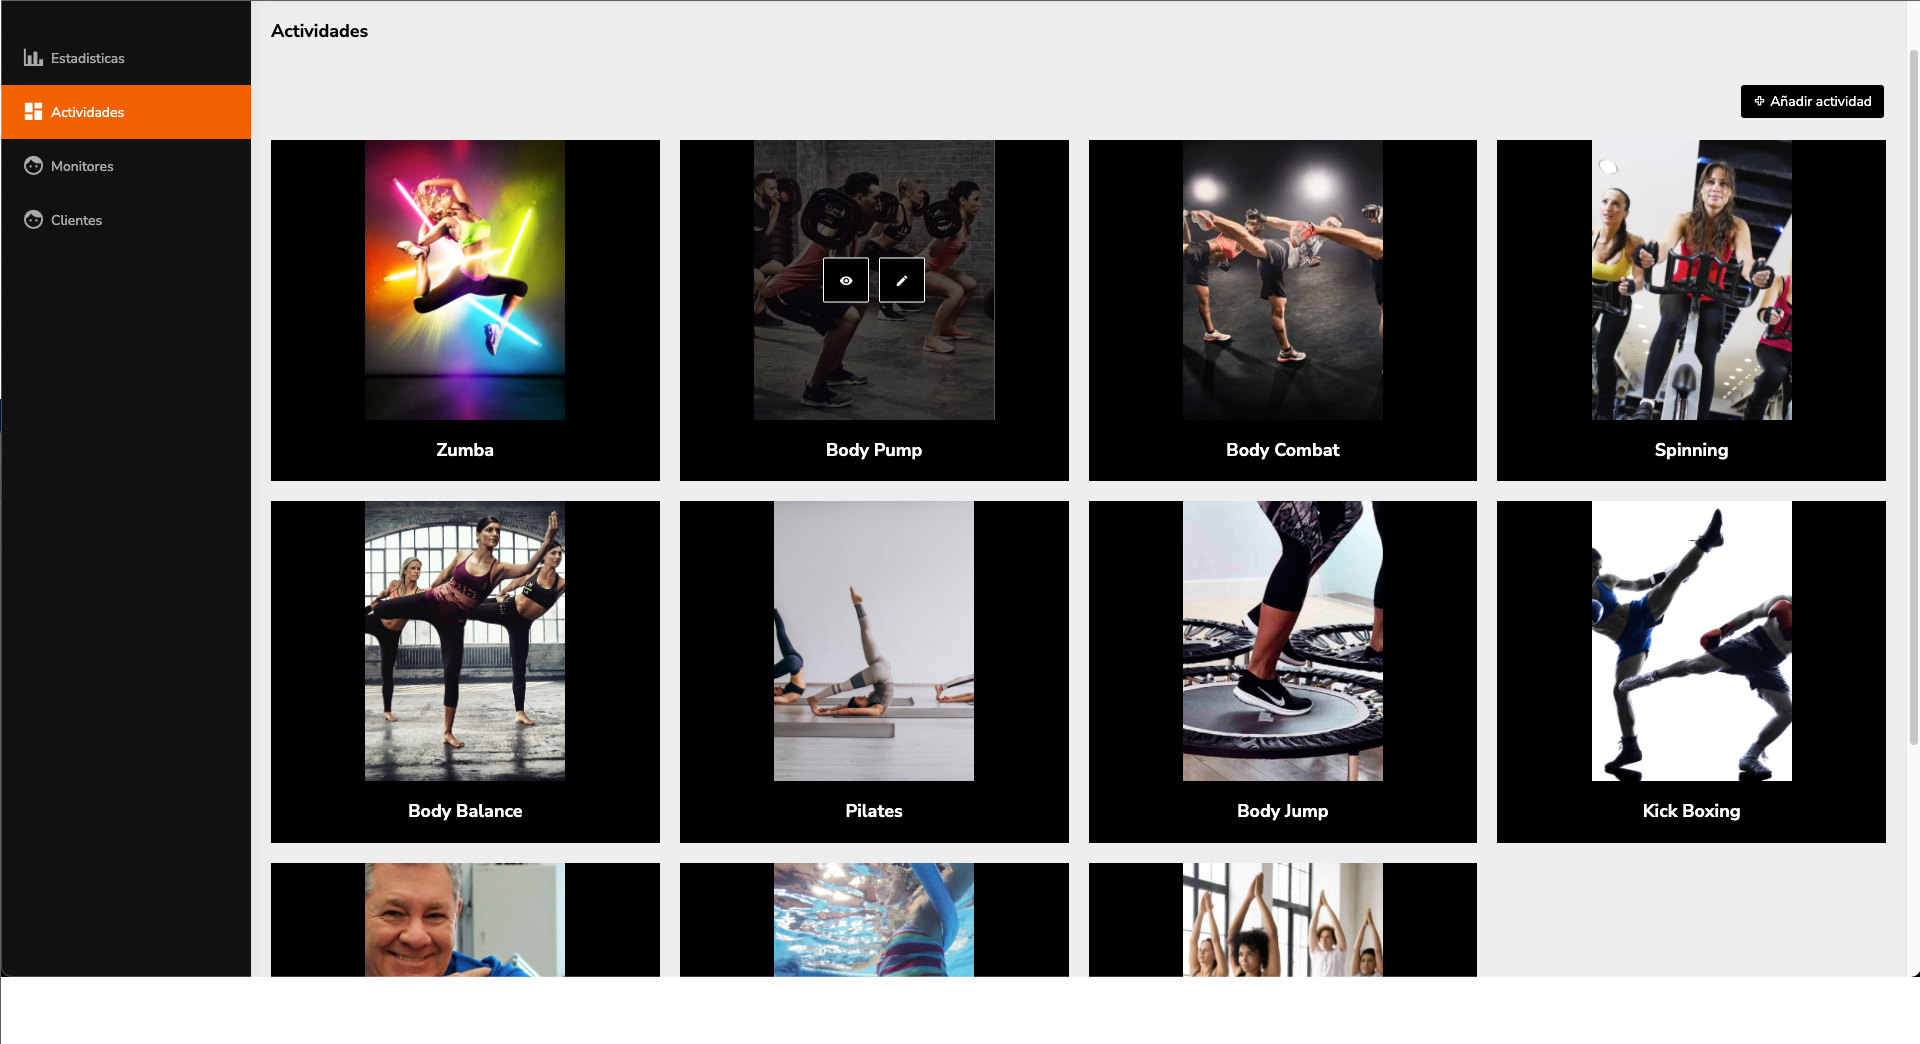 Actividades
Estadisticas
Actividades
Monitores
Clientes
Añadir actividad
Zumba
Body Pump
Body Combat
Spinning
Body Balance
Pilates
Body Jump
Kick Boxing